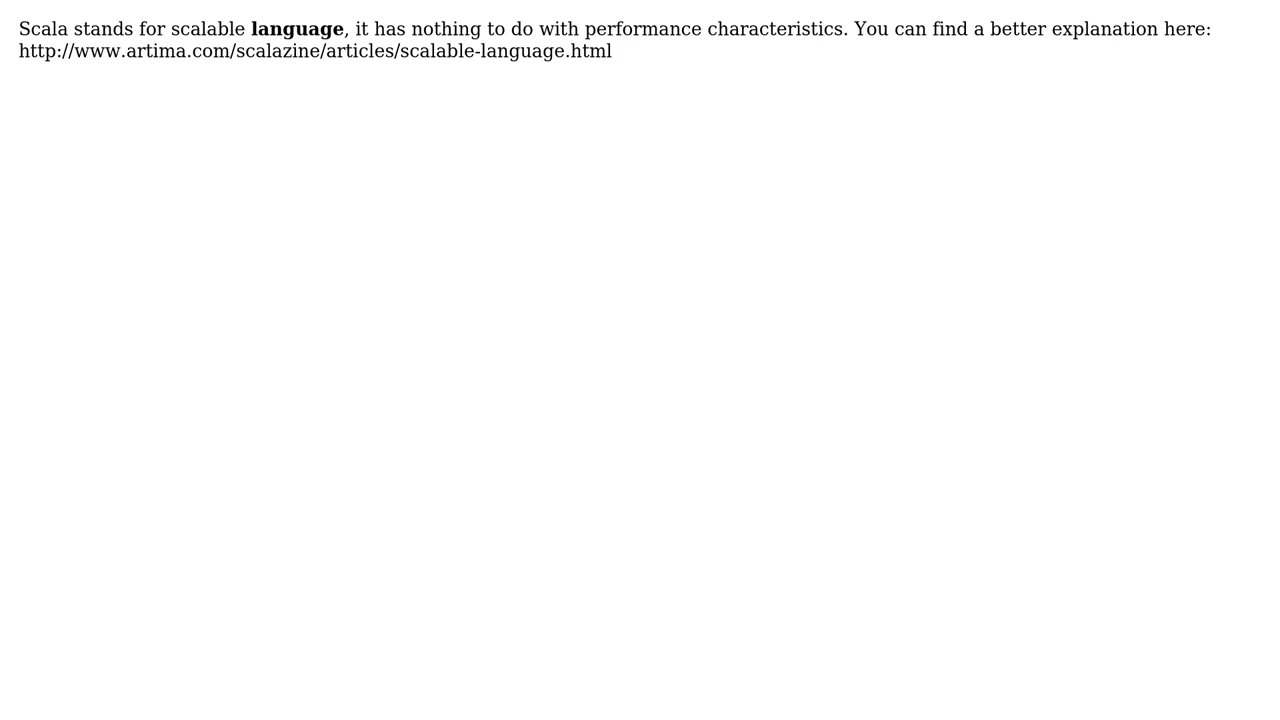 Scala stands for scalable language, it has nothing to do with performance characteristics. You can find a better explanation here:
http://www.artima.com/scalazine/articles/scalable-language.html